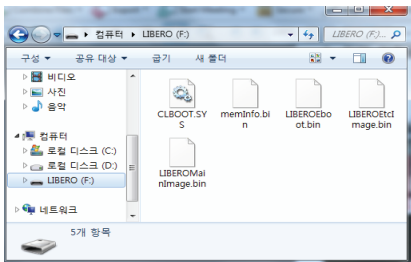 컴퓨터 ▸ LIBERO (F:) ▸
LIBERO (F:)...
구성 공유 대상 굽기 새 폴더
비디오
사진
음악
컴퓨터
로컬 디스크 (C:)
로컬 디스크 (D:)
LIBERO (F:)
네트워크
CLBOOT.SY
S
memInfo.bi
n
LIBEROEbo
ot.bin
LIBEROEtcI
mage.bin
LIBEROMai
nImage.bin
5개 항목